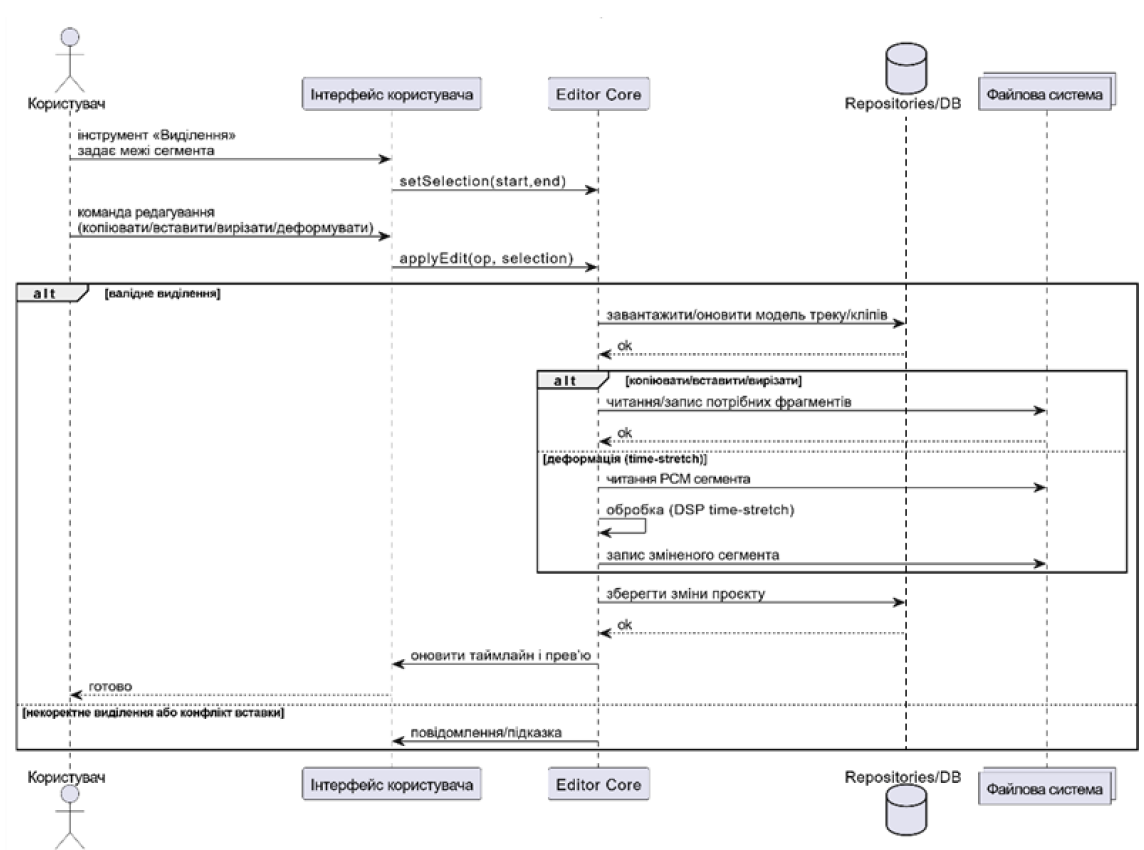 Користувач
Інтерфейс користувача
Editor Core
Repositories/DB
Файлова система
інструмент «Виділення»
задає межі сегмента
setSelection(start,end)
команда редагування
(копіювати/вставити/вирізати/деформувати)
applyEdit(op, selection)
alt
[валідне виділення]
завантажити/оновити модель треку/кліпів
ok
alt
[копіювати/вставити/вирізати]
читання/запис потрібних фрагментів
ok
[деформація (time-stretch)]
читання PCM сегмента
обробка (DSP time-stretch)
запис зміненого сегмента
зберегти зміни проєкту
ok
оновити таймлайн і прев'ю
готово
[некоректне виділення або конфлікт вставки]
повідомлення/підказка
Користувач
Інтерфейс користувача
Editor Core
Repositories/DB
Файлова система